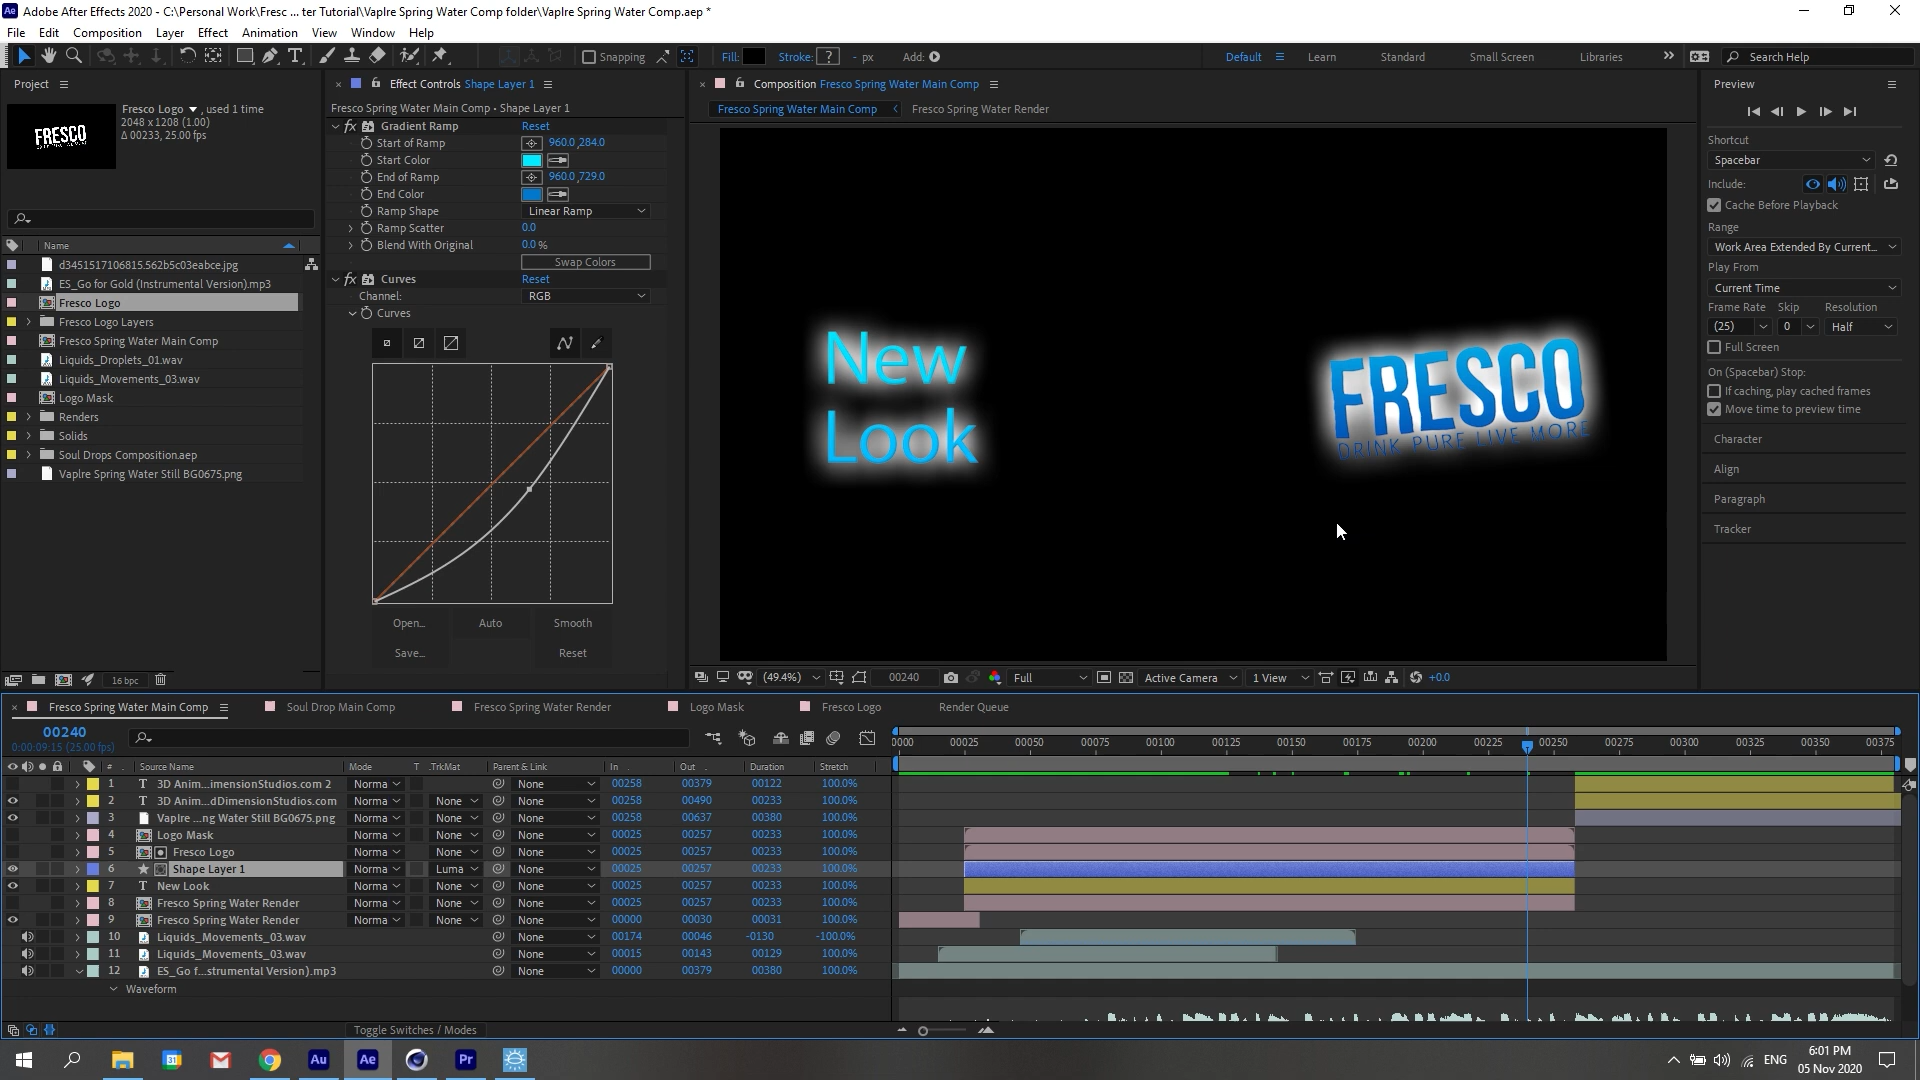 Adobe After Effects 2020 - C:\Personal Work\Fresc ... ter Tutorial\Vaplre Spring Water Comp folder\Vaplre Spring Water Comp.aep *
File Edit Composition Layer Effect Animation View Window Help
Snapping Fill: Stroke: ? - px Add: Default Learn Standard Small Screen Libraries Search Help
Project
Fresco Logo , used 1 time
2048 x 1208 (1.00)
Δ 00233, 25.00 fps
FRESCO
Name
d3451517106815.562b5c03eabce.jpg
ES_Go for Gold (Instrumental Version).mp3
Fresco Logo
Fresco Logo Layers
Fresco Spring Water Main Comp
Liquids_Droplets_01.wav
Liquids_Movements_03.wav
Logo Mask
Renders
Solids
Soul Drops Composition.aep
Vaplre Spring Water Still BG0675.png
16 bpc
Effect Controls Shape Layer 1
Fresco Spring Water Main Comp • Shape Layer 1
fx Gradient Ramp Reset
Start of Ramp 960.0,284.0
Start Color
End of Ramp 960.0,729.0
End Color
Ramp Shape Linear Ramp
Ramp Scatter 0.0
Blend With Original 0.0 %
Swap Colors
fx Curves Reset
Channel: RGB
Curves
Open... Auto Smooth
Save... Reset
Composition Fresco Spring Water Main Comp
Fresco Spring Water Main Comp Fresco Spring Water Render
New
Look
FRESCO
DRINK PURE LIVE MORE
(49.4%) 00240 Full Active Camera 1 View +0.0
Preview
Shortcut
Spacebar
Include:
Cache Before Playback
Range
Work Area Extended By Current...
Play From
Current Time
Frame Rate Skip Resolution
(25) 0 Half
Full Screen
On (Spacebar) Stop:
If caching, play cached frames
Move time to preview time
Character
Align
Paragraph
Tracker
Fresco Spring Water Main Comp Soul Drop Main Comp Fresco Spring Water Render Logo Mask Fresco Logo Render Queue
00240
0:00:09:15 (25.00 fps)
0000 00025 00050 00075 00100 00125 00150 00175 00200 00225 00250 00275 00300 00325 00350 00375
# Source Name Mode T .TrkMat Parent & Link In Out Duration Stretch
1 T 3D Anim...imensionStudios.com 2 Norma None 00258 00379 00122 100.0%
2 T 3D Anim...dDimensionStudios.com Norma None None 00258 00490 00233 100.0%
3 Vaplre ...ng Water Still BG0675.png Norma None None 00258 00637 00380 100.0%
4 Logo Mask Norma None None 00025 00257 00233 100.0%
5 Fresco Logo Norma None None 00025 00257 00233 100.0%
6 Shape Layer 1 Norma Luma None 00025 00257 00233 100.0%
7 T New Look Norma None None 00025 00257 00233 100.0%
8 Fresco Spring Water Render Norma None None 00025 00257 00233 100.0%
9 Fresco Spring Water Render Norma None None 00000 00030 00031 100.0%
10 Liquids_Movements_03.wav None 00174 00046 -0130 -100.0%
11 Liquids_Movements_03.wav None 00015 00143 00129 100.0%
12 ES_Go f...strumental Version).mp3 None 00000 00379 00380 100.0%
Waveform
Toggle Switches / Modes
31 Au Ae Pr ENG 6:01 PM
05 Nov 2020